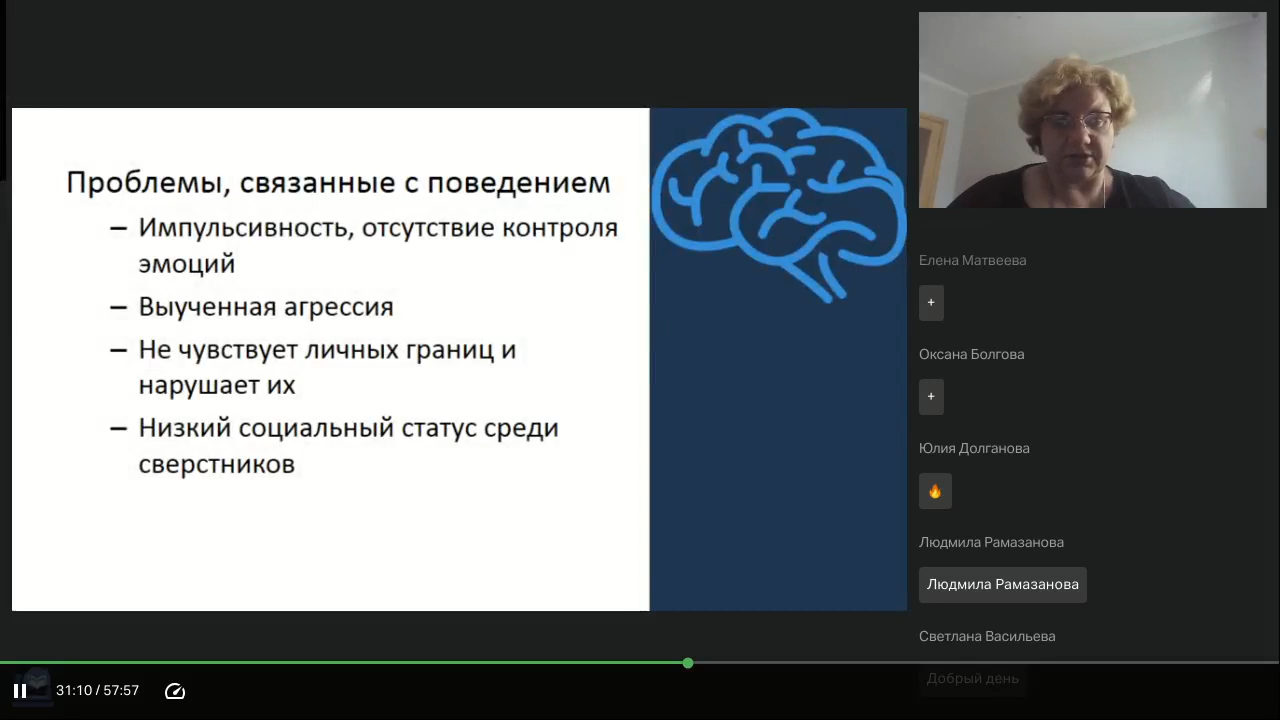 Проблемы, связанные с поведением
– Импульсивность, отсутствие контроля
эмоций
– Выученная агрессия
– Не чувствует личных границ и
нарушает их
– Низкий социальный статус среди
сверстников
Елена Матвеева
+
Оксана Болгова
+
Юлия Долганова
🔥
Людмила Рамазанова
Людмила Рамазанова
Светлана Васильева
Добрый день
31:10 / 57:57